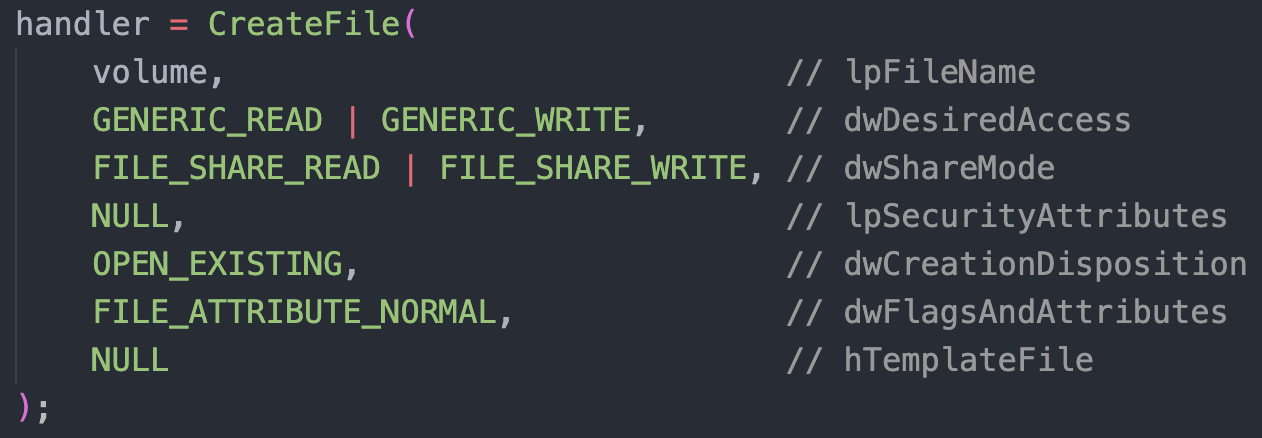 handler = CreateFile(
    volume,                             // lpFileName
    GENERIC_READ | GENERIC_WRITE,       // dwDesiredAccess
    FILE_SHARE_READ | FILE_SHARE_WRITE, // dwShareMode
    NULL,                               // lpSecurityAttributes
    OPEN_EXISTING,                      // dwCreationDisposition
    FILE_ATTRIBUTE_NORMAL,              // dwFlagsAndAttributes
    NULL                                // hTemplateFile
);